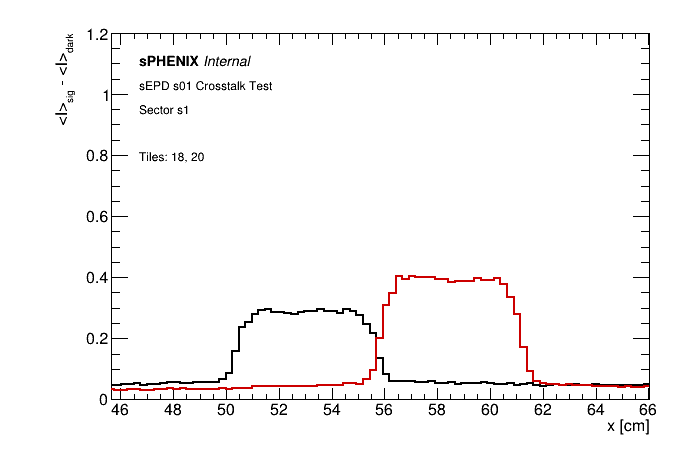 <I>sig - <I>dark
1.2
1
0.8
0.6
0.4
0.2
0
sPHENIX Internal
sEPD s01 Crosstalk Test
Sector s1
Tiles: 18, 20
46 48 50 52 54 56 58 60 62 64 66
x [cm]